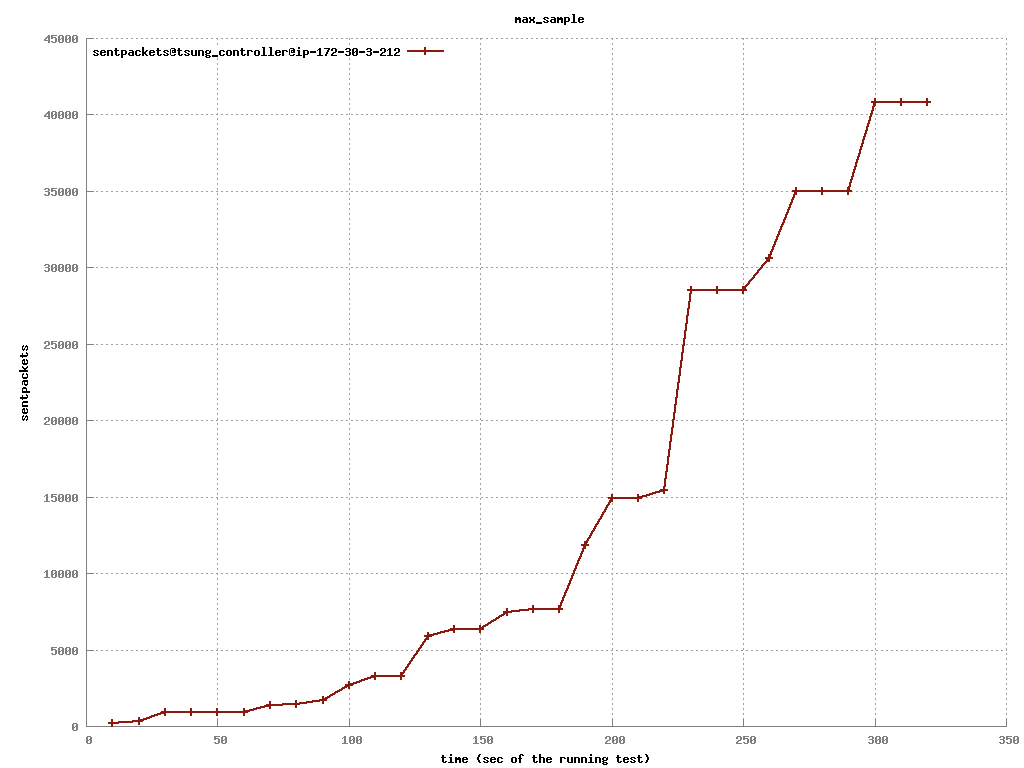 max_sample
45000
sentpackets@tsung_controller@ip-172-30-3-212
40000
35000
30000
25000
sentpackets
20000
15000
10000
5000
0
0 50 100 150 200 250 300 350
time (sec of the running test)